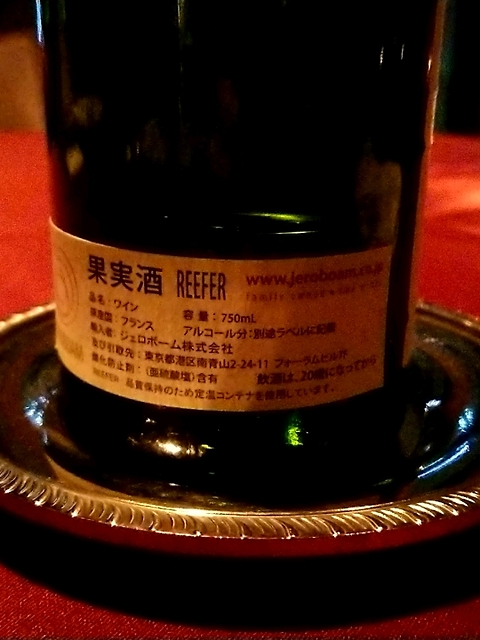 果実酒 REEFER www.jeroboam.co.jp
品名：ワイン 容量：750mL
原産国：フランス アルコール分：別途ラベルに記載
輸入者：ジェロボーム株式会社
及び引取先：東京都港区南青山2-24-11 フォーラムビル7F
酸化防止剤：(亜硫酸塩)含有 飲酒は、20歳になってから
REEFER 品質保持のため定温コンテナを使用しています。